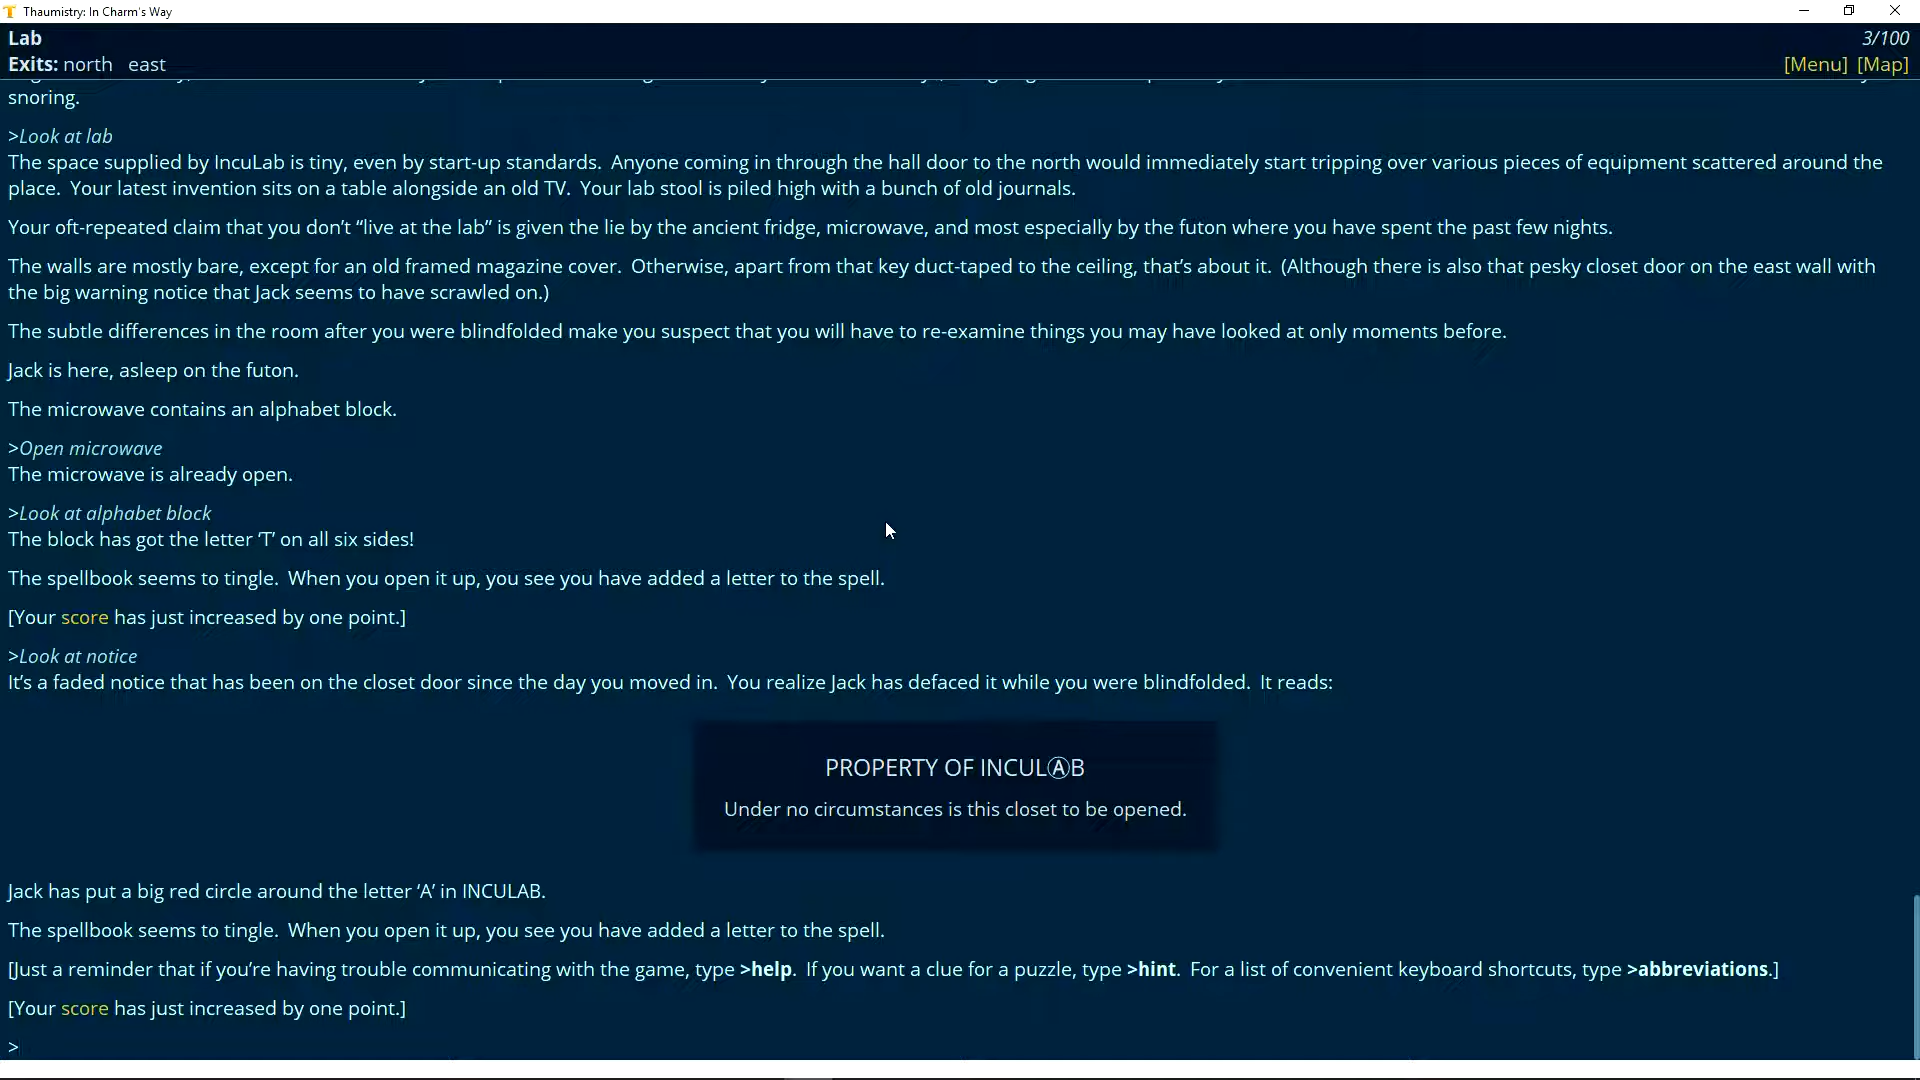 Thaumistry: In Charm's Way
Lab
3/100
Exits: north east
[Menu] [Map]
snoring.
>Look at lab
The space supplied by IncuLab is tiny, even by start-up standards. Anyone coming in through the hall door to the north would immediately start tripping over various pieces of equipment scattered around the
place. Your latest invention sits on a table alongside an old TV. Your lab stool is piled high with a bunch of old journals.
Your oft-repeated claim that you don’t “live at the lab” is given the lie by the ancient fridge, microwave, and most especially by the futon where you have spent the past few nights.
The walls are mostly bare, except for an old framed magazine cover. Otherwise, apart from that key duct-taped to the ceiling, that’s about it. (Although there is also that pesky closet door on the east wall with
the big warning notice that Jack seems to have scrawled on.)
The subtle differences in the room after you were blindfolded make you suspect that you will have to re-examine things you may have looked at only moments before.
Jack is here, asleep on the futon.
The microwave contains an alphabet block.
>Open microwave
The microwave is already open.
>Look at alphabet block
The block has got the letter ‘T’ on all six sides!
The spellbook seems to tingle. When you open it up, you see you have added a letter to the spell.
[Your score has just increased by one point.]
>Look at notice
It’s a faded notice that has been on the closet door since the day you moved in. You realize Jack has defaced it while you were blindfolded. It reads:
PROPERTY OF INCULⒶB
Under no circumstances is this closet to be opened.
Jack has put a big red circle around the letter ‘A’ in INCULAB.
The spellbook seems to tingle. When you open it up, you see you have added a letter to the spell.
[Just a reminder that if you’re having trouble communicating with the game, type >help. If you want a clue for a puzzle, type >hint. For a list of convenient keyboard shortcuts, type >abbreviations.]
[Your score has just increased by one point.]
>